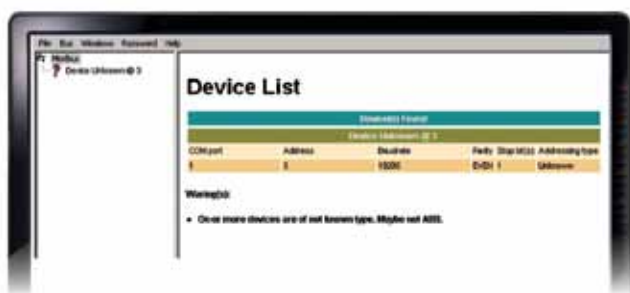 File Bus Windows Password Help
Modbus
? Device Unknown @ 3
Device List
Device(s) Found
Device Unknown @ 3
COM port Address Baudrate Parity Stop bit(s) Addressing type
1 3 19200 EVEN 1 Unknown
Warning(s):
• On or more devices are of not known type. Maybe not ABB.